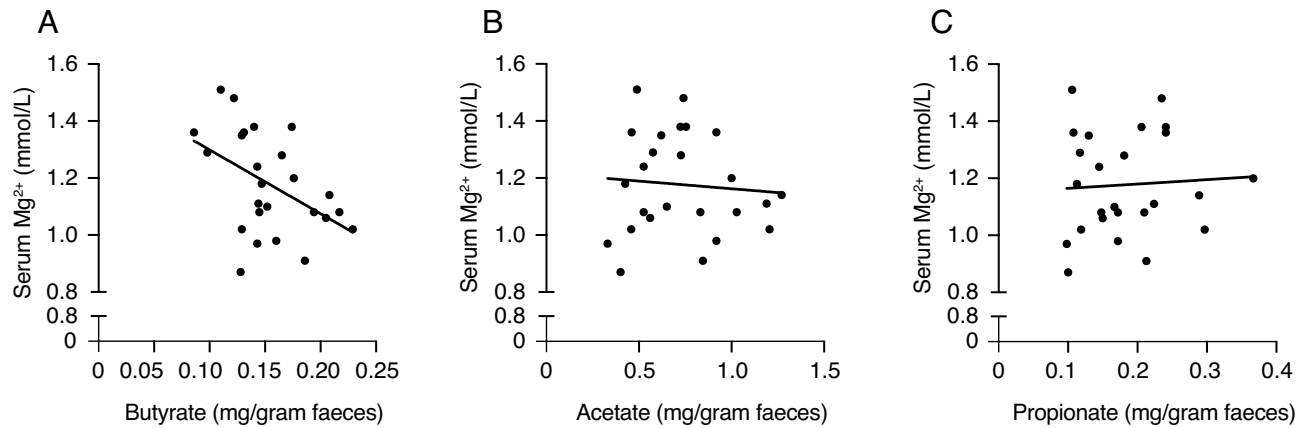 A
Serum Mg²⁺ (mmol/L)
1.6
1.4
1.2
1.0
0.8
0.8
0
0 0.05 0.10 0.15 0.20 0.25
Butyrate (mg/gram faeces)
B
Serum Mg²⁺ (mmol/L)
1.6
1.4
1.2
1.0
0.8
0.8
0
0 0.5 1.0 1.5
Acetate (mg/gram faeces)
C
Serum Mg²⁺ (mmol/L)
1.6
1.4
1.2
1.0
0.8
0.8
0
0 0.1 0.2 0.3 0.4
Propionate (mg/gram faeces)